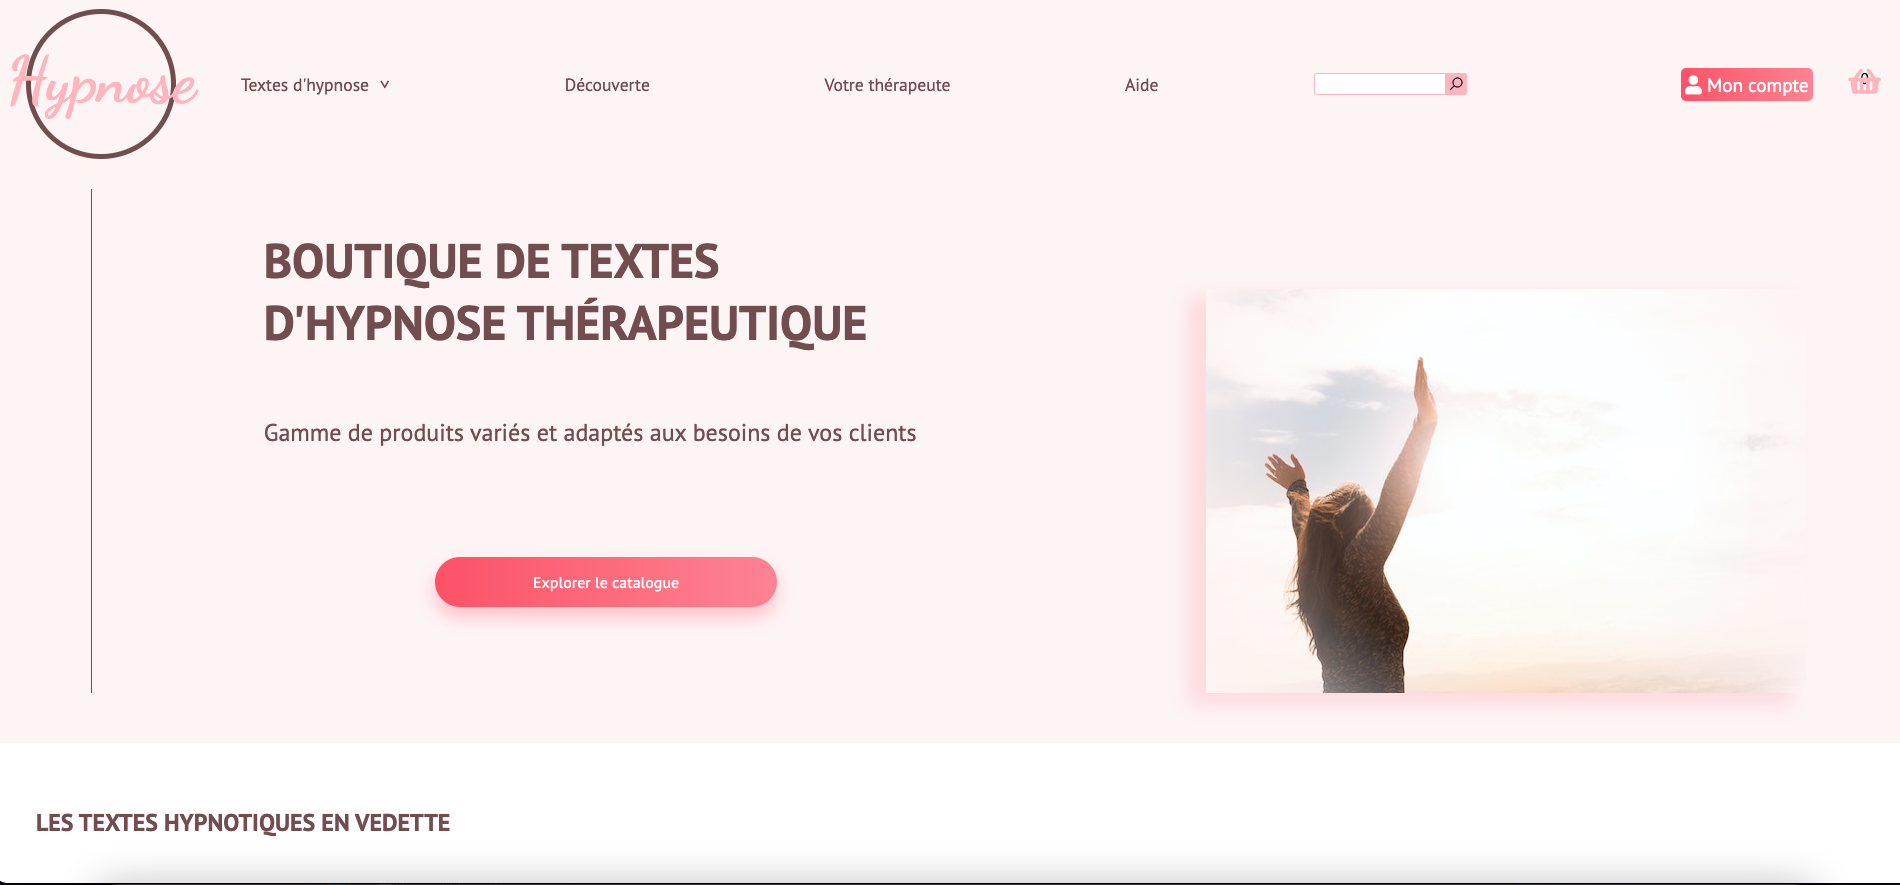 Hypnose
Textes d'hypnose
Découverte
Votre thérapeute
Aide
Mon compte
BOUTIQUE DE TEXTES
D'HYPNOSE THÉRAPEUTIQUE
Gamme de produits variés et adaptés aux besoins de vos clients
Explorer le catalogue
LES TEXTES HYPNOTIQUES EN VEDETTE